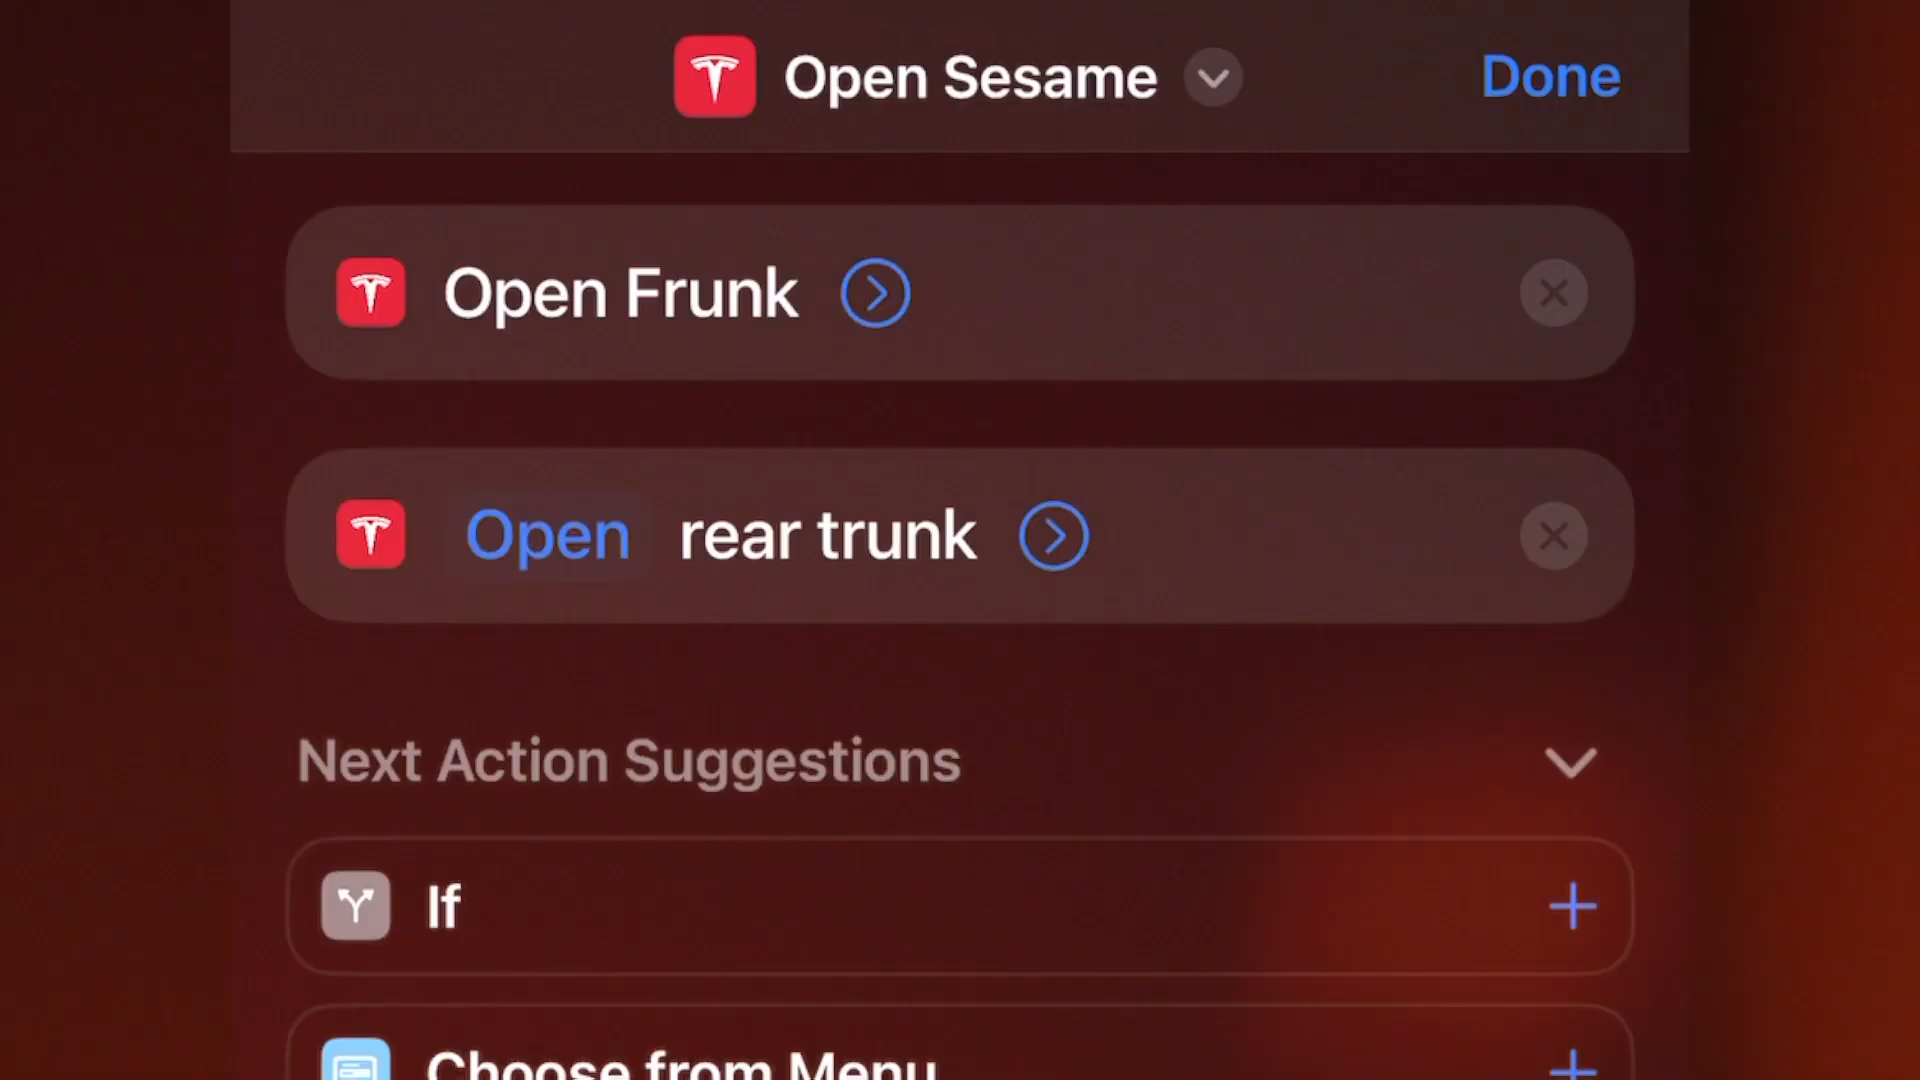 Open Sesame
Done
Open Frunk
Open rear trunk
Next Action Suggestions
If
Choose from Menu